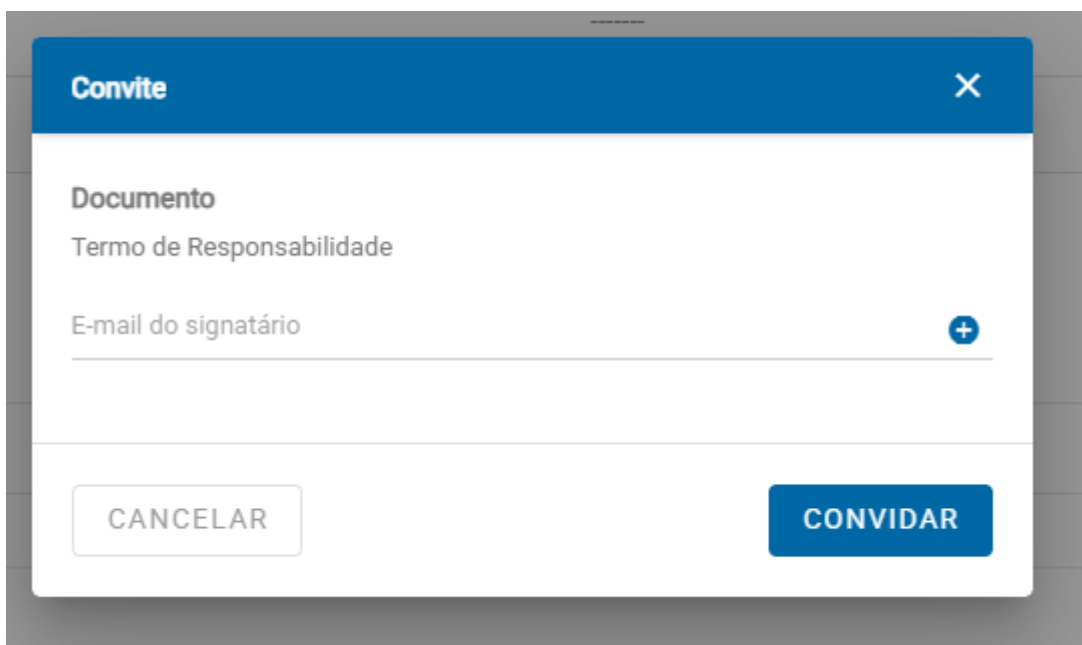 Convite
Documento
Termo de Responsabilidade
E-mail do signatário
CANCELAR
CONVIDAR